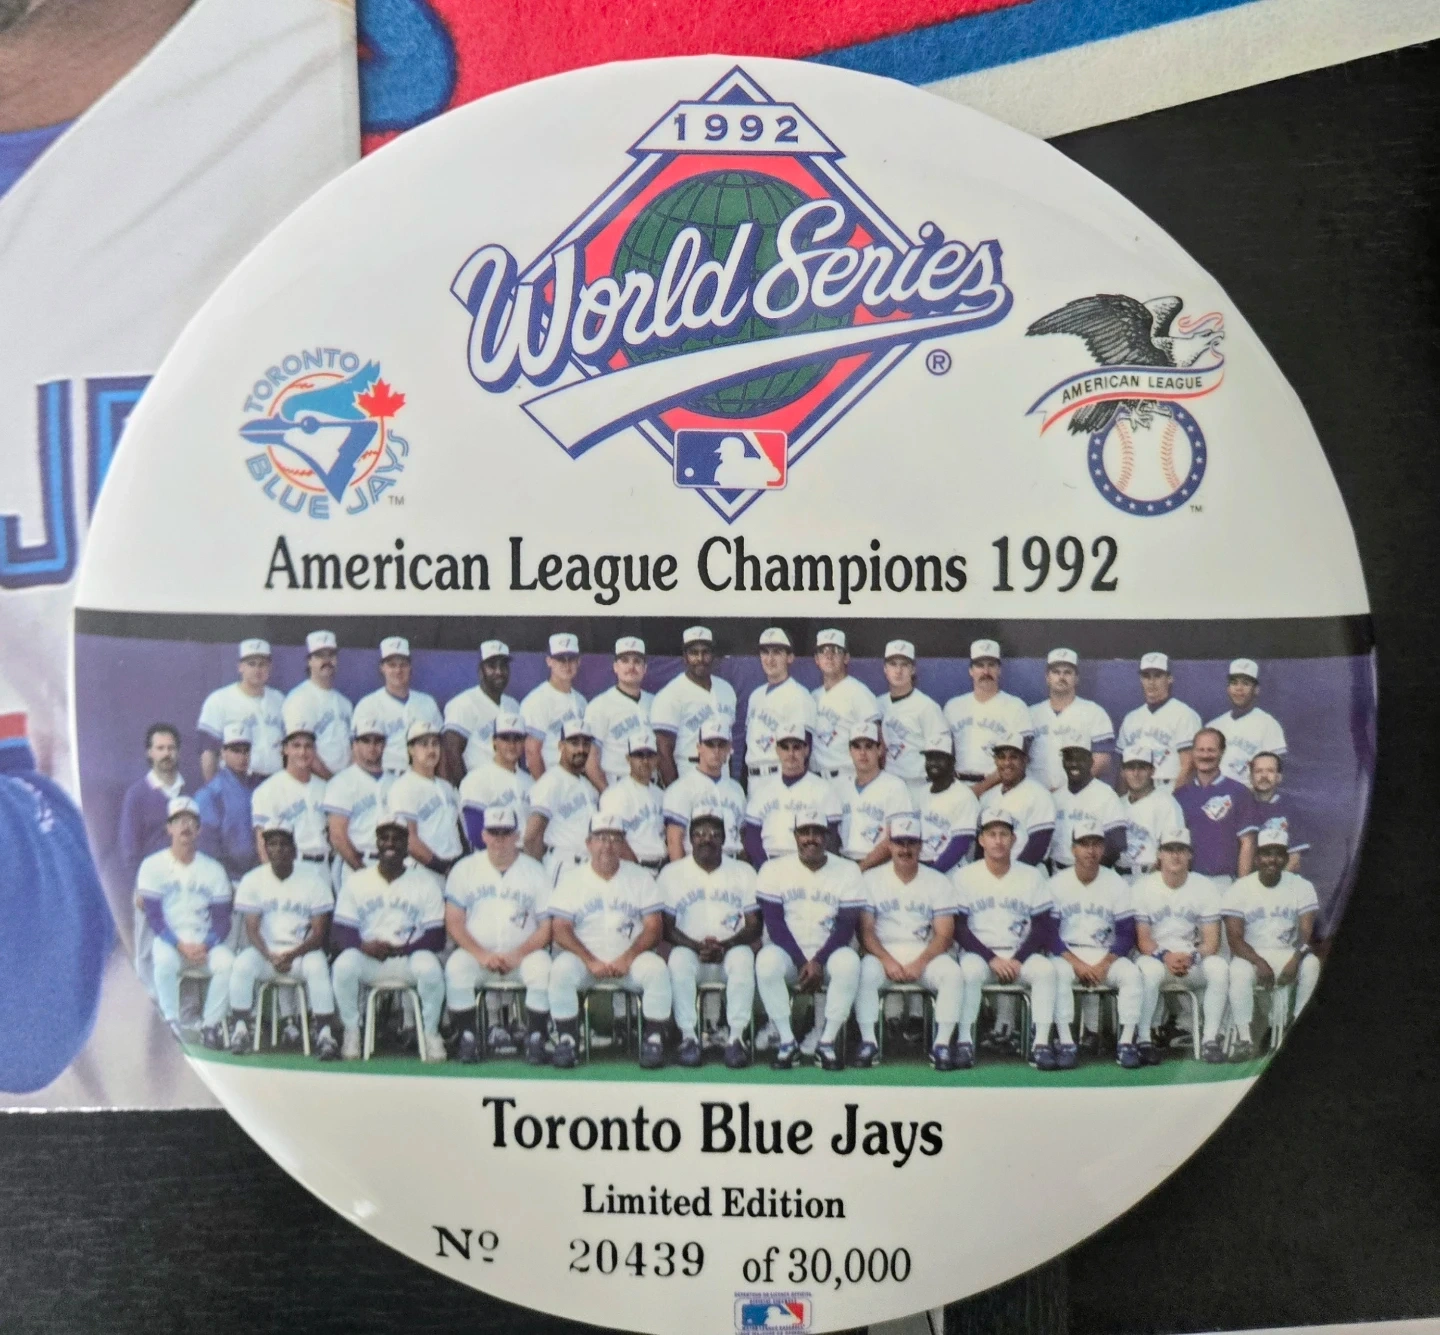 1992
World Series
®
TORONTO
BLUE JAYS
TM
AMERICAN LEAGUE
TM
American League Champions 1992
Toronto Blue Jays
Limited Edition
Nº 20439 of 30,000